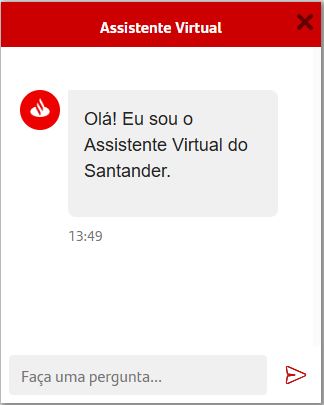 Assistente Virtual
Olá! Eu sou o
Assistente Virtual do
Santander.
13:49
Faça uma pergunta...